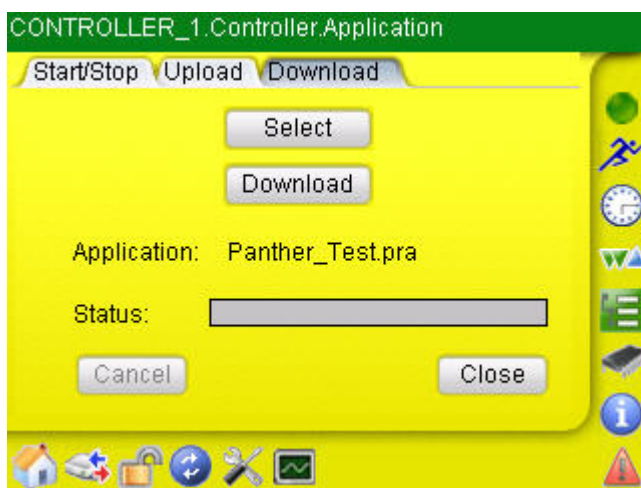 CONTROLLER_1.Controller.Application
Start/Stop Upload Download
Select
Download
Application: Panther_Test.pra
Status:
Cancel Close